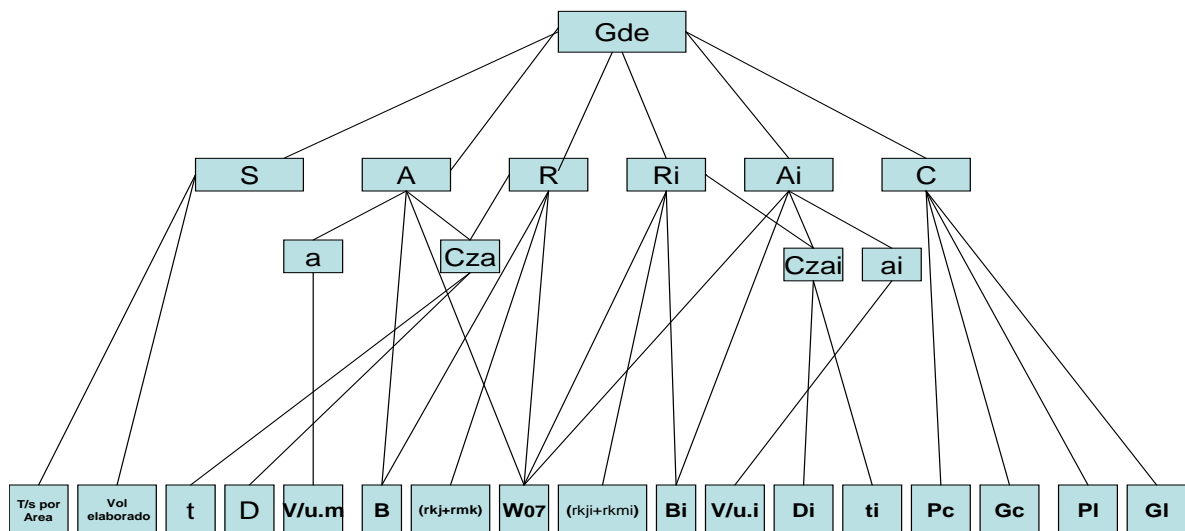 Gde
S
A
R
Ri
Ai
C
a
Cza
Czai
ai
T/s por
Area
Vol
elaborado
t
D
V/u.m
B
(rkj+rmk)
W07
(rkji+rkmi)
Bi
V/u.i
Di
ti
Pc
Gc
Pl
Gl